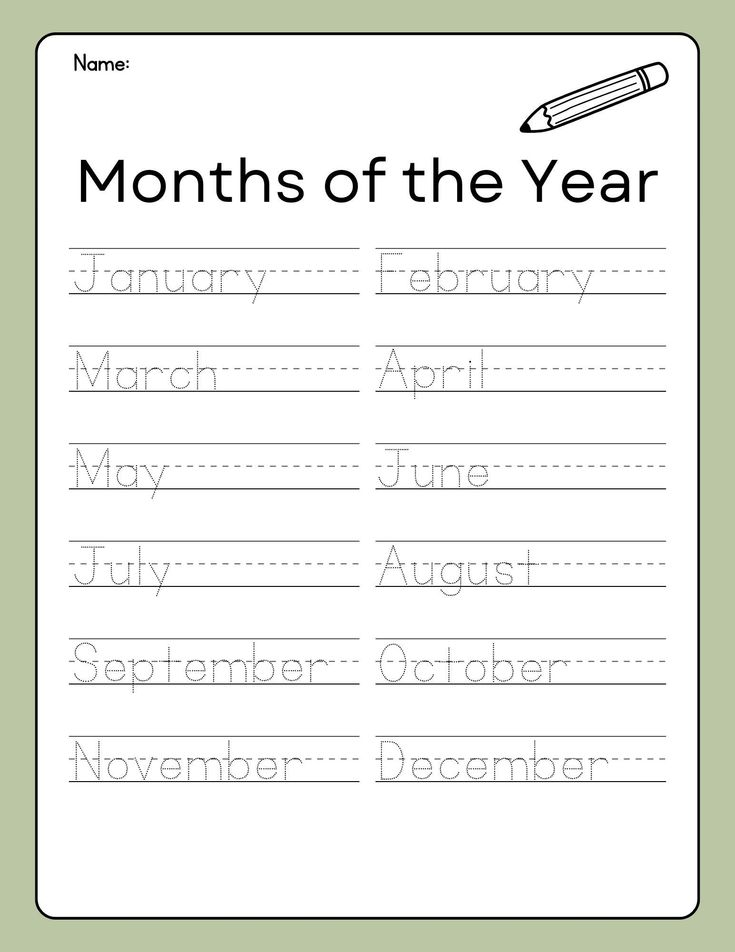 Name:
Months of the Year
January February
March April
May June
July August
September October
November December